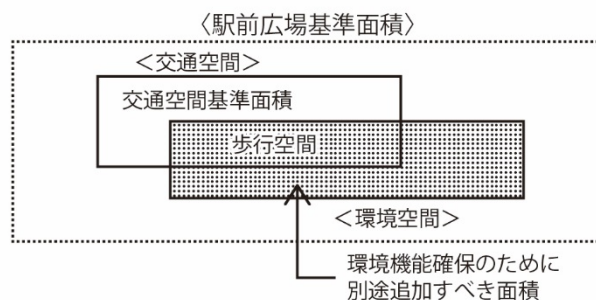 〈駅前広場基準面積〉
＜交通空間＞
交通空間基準面積
歩行空間
＜環境空間＞
環境機能確保のために
別途追加すべき面積